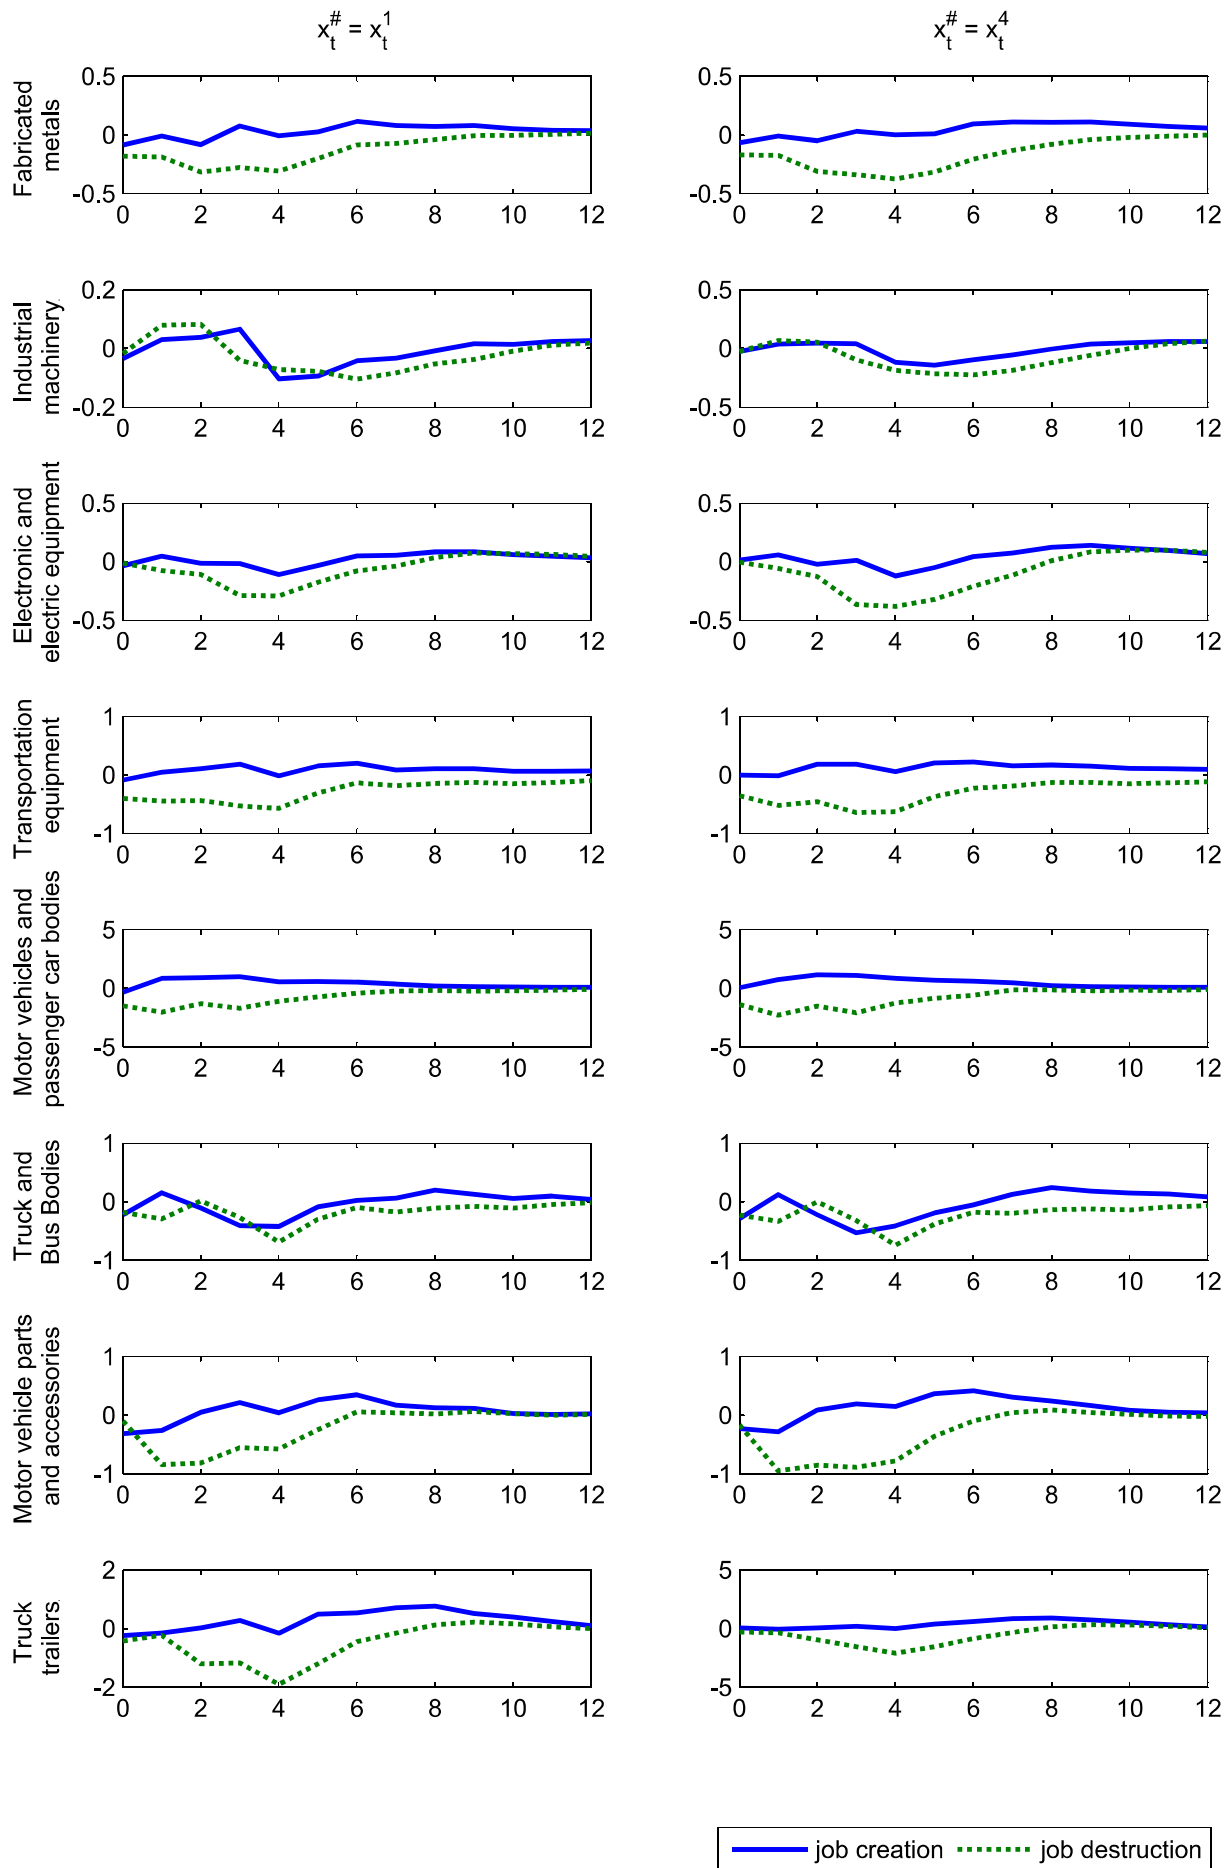 x_t^# = x_t^1
x_t^# = x_t^4
Fabricated
metals
0.5
0
-0.5
0 2 4 6 8 10 12
0.5
0
-0.5
0 2 4 6 8 10 12
Industrial
machinery
0.2
0
-0.2
0 2 4 6 8 10 12
0.5
0
-0.5
0 2 4 6 8 10 12
Electronic and
electric equipment
0.5
0
-0.5
0 2 4 6 8 10 12
0.5
0
-0.5
0 2 4 6 8 10 12
Transportation
equipment
1
0
-1
0 2 4 6 8 10 12
1
0
-1
0 2 4 6 8 10 12
Motor vehicles and
passenger car bodies
5
0
-5
0 2 4 6 8 10 12
5
0
-5
0 2 4 6 8 10 12
Truck and
Bus Bodies
1
0
-1
0 2 4 6 8 10 12
1
0
-1
0 2 4 6 8 10 12
Motor vehicle parts
and accessories
1
0
-1
0 2 4 6 8 10 12
1
0
-1
0 2 4 6 8 10 12
Truck
trailers
2
0
-2
0 2 4 6 8 10 12
5
0
-5
0 2 4 6 8 10 12
job creation job destruction